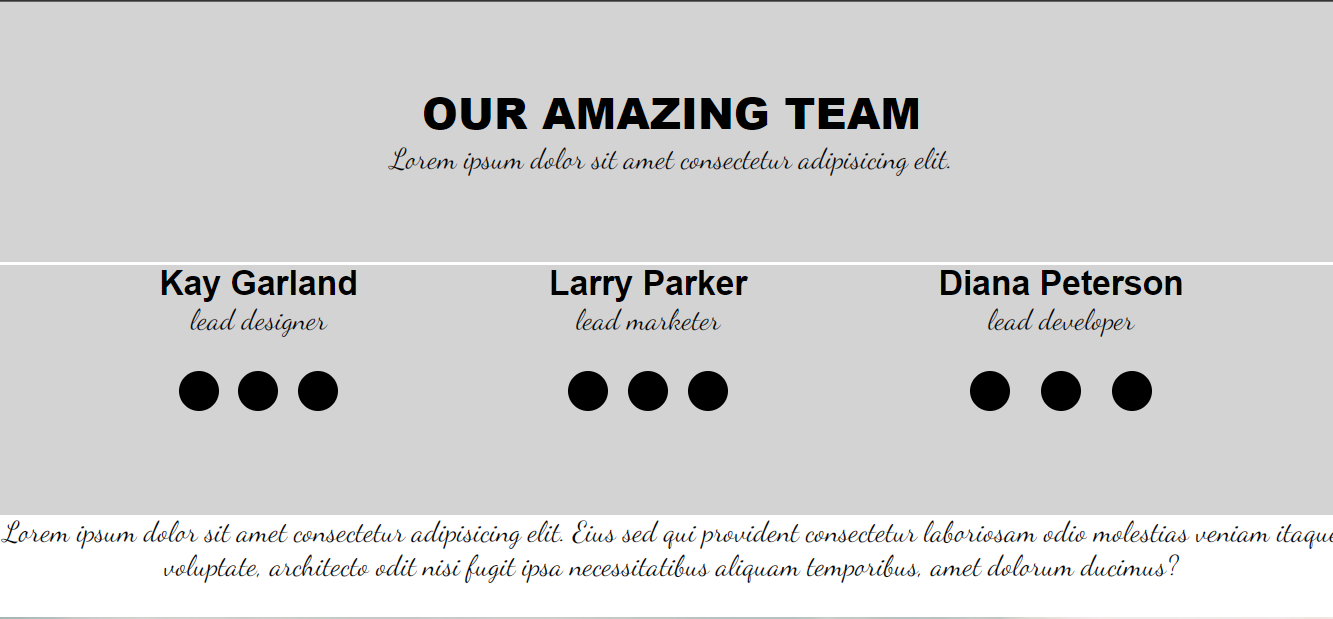 OUR AMAZING TEAM
Lorem ipsum dolor sit amet consectetur adipisicing elit.
Kay Garland
lead designer
Larry Parker
lead marketer
Diana Peterson
lead developer
Lorem ipsum dolor sit amet consectetur adipisicing elit. Eius sed qui provident consectetur laboriosam odio molestias veniam itaque
voluptate, architecto odit nisi fugit ipsa necessitatibus aliquam temporibus, amet dolorum ducimus?